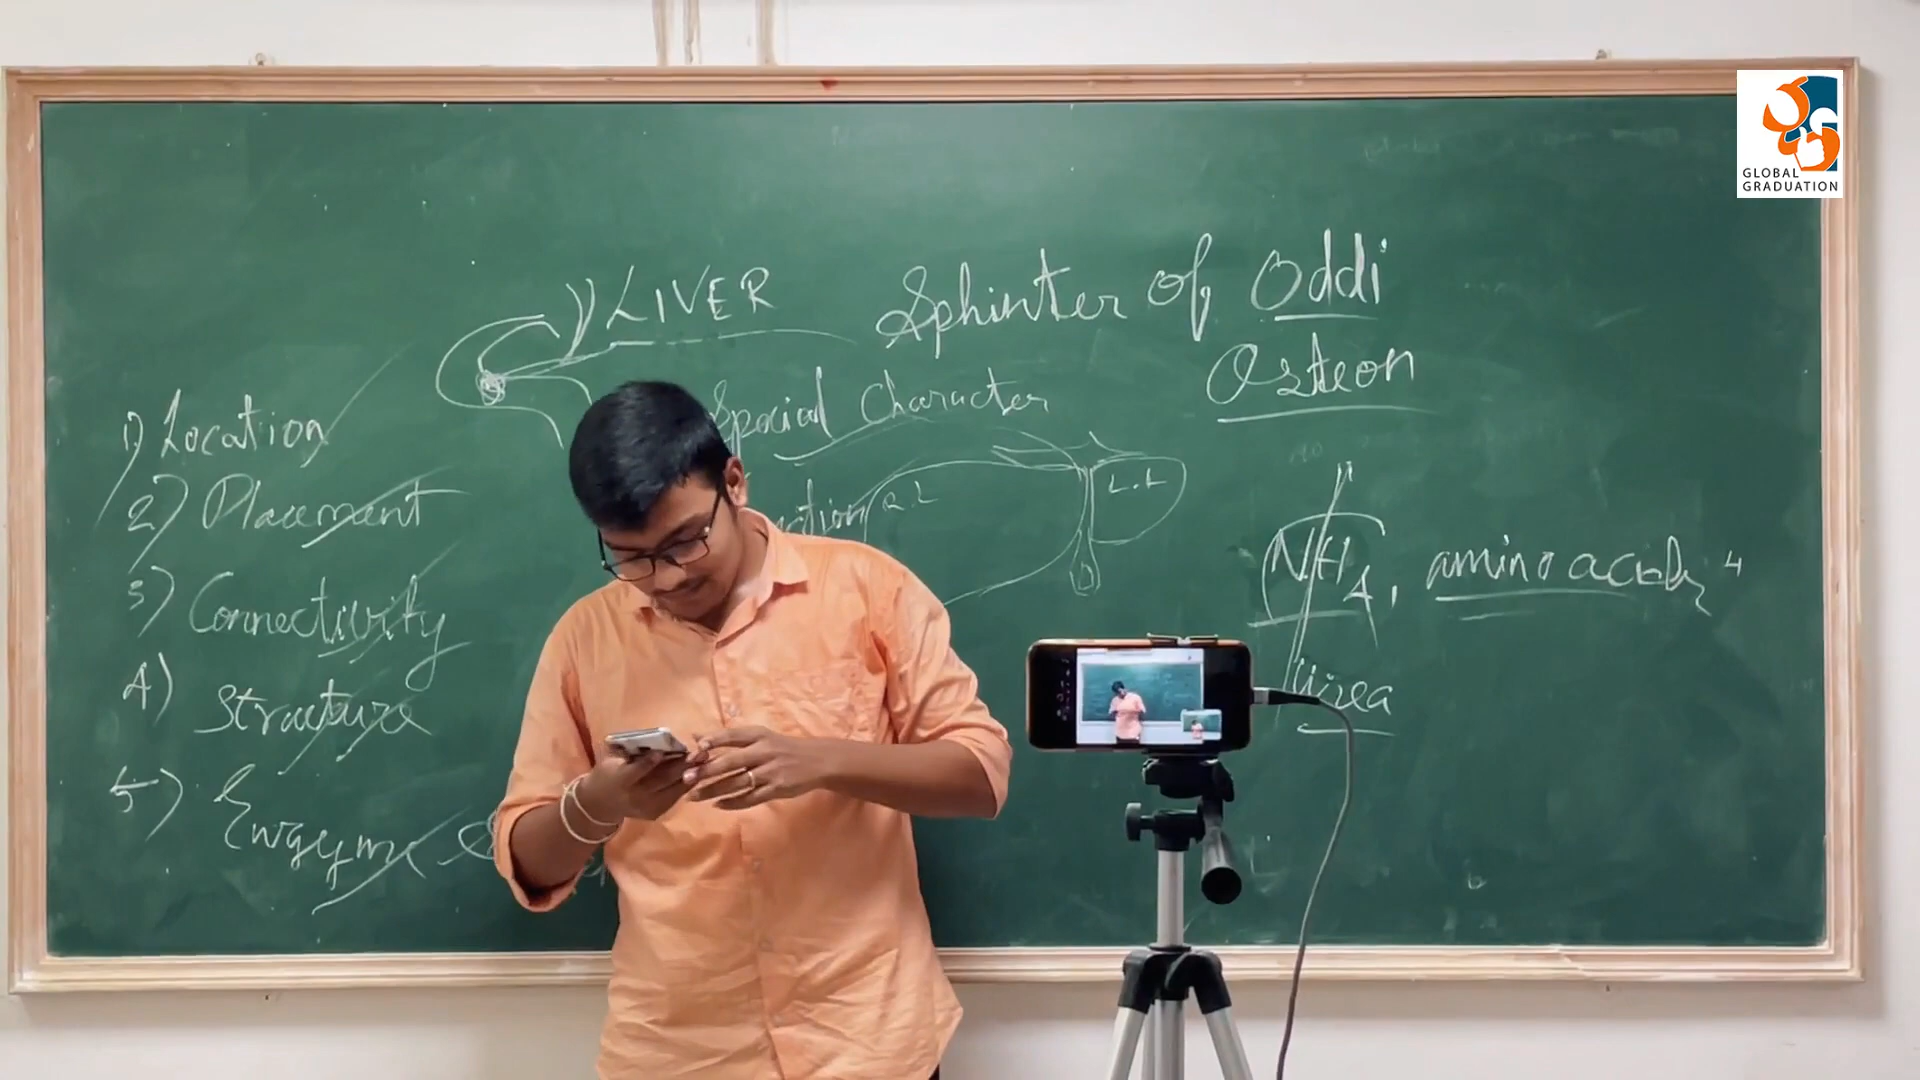 GLOBAL
GRADUATION
LIVER
Sphinter of Oddi
Osteon
Special Character
1) Location
2) Placement
3) Connectivity
4) Structure
5) Enzyme
R.L
L.L
NH4, amino acids
Urea